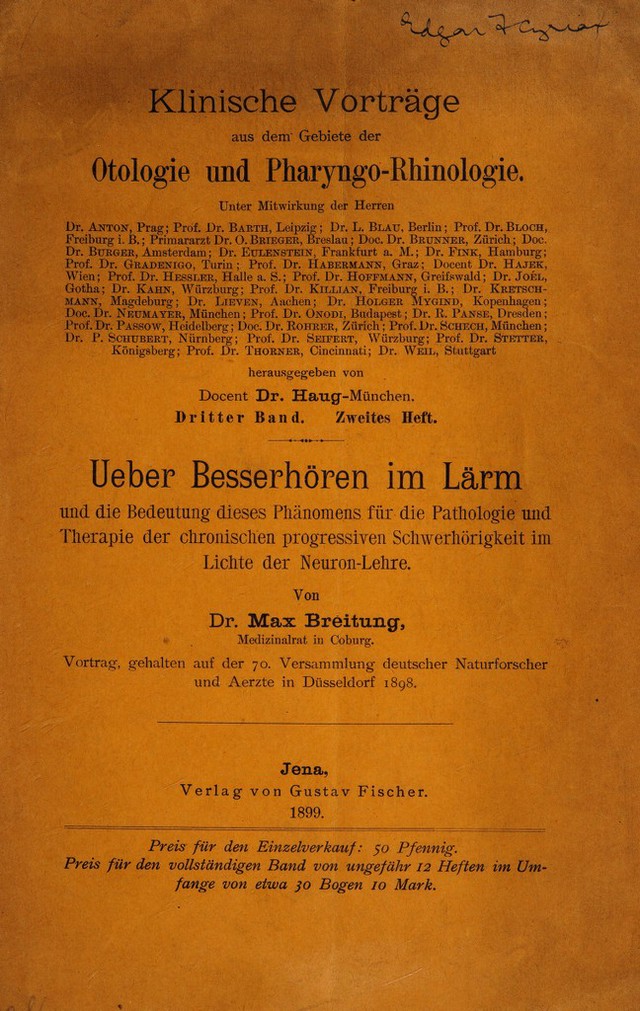 Edgar F Cyriax
Klinische Vorträge
aus dem Gebiete der
Otologie und Pharyngo-Rhinologie.
Unter Mitwirkung der Herren
Dr. ANTON, Prag; Prof. Dr. BARTH, Leipzig; Dr. L. BLAU, Berlin; Prof. Dr. BLOCH,
Freiburg i. B.; Primararzt Dr. O. BRIEGER, Breslau; Doc. Dr. BRUNNER, Zürich; Doc.
Dr. BURGER, Amsterdam; Dr. EULENSTEIN, Frankfurt a. M.; Dr. FINK, Hamburg;
Prof. Dr. GRADENIGO, Turin; Prof. Dr. HABERMANN, Graz; Docent Dr. HAJEK,
Wien; Prof. Dr. HESSLER, Halle a. S.; Prof. Dr. HOFFMANN, Greifswald; Dr. JOËL,
Gotha; Dr. KAHN, Würzburg; Prof. Dr. KILLIAN, Freiburg i. B.; Dr. KRETSCH-
MANN, Magdeburg; Dr. LIEVEN, Aachen; Dr. HOLGER MYGIND, Kopenhagen;
Doc. Dr. NEUMAYER, München; Prof. Dr. ONODI, Budapest; Dr. R. PANSE, Dresden;
Prof. Dr. PASSOW, Heidelberg; Doc. Dr. ROHRER, Zürich; Prof. Dr. SCHECH, München;
Dr. P. SCHUBERT, Nürnberg; Prof. Dr. SEIFERT, Würzburg; Prof. Dr. STETTER,
Königsberg; Prof. Dr. THORNER, Cincinnati; Dr. WEIL, Stuttgart
herausgegeben von
Docent Dr. Haug-München.
Dritter Band. Zweites Heft.
Ueber Besserhören im Lärm
und die Bedeutung dieses Phänomens für die Pathologie und
Therapie der chronischen progressiven Schwerhörigkeit im
Lichte der Neuron-Lehre.
Von
Dr. Max Breitung,
Medizinalrat in Coburg.
Vortrag, gehalten auf der 70. Versammlung deutscher Naturforscher
und Aerzte in Düsseldorf 1898.
Jena,
Verlag von Gustav Fischer.
1899.
Preis für den Einzelverkauf: 50 Pfennig.
Preis für den vollständigen Band von ungefähr 12 Heften im Um-
fange von etwa 30 Bogen 10 Mark.